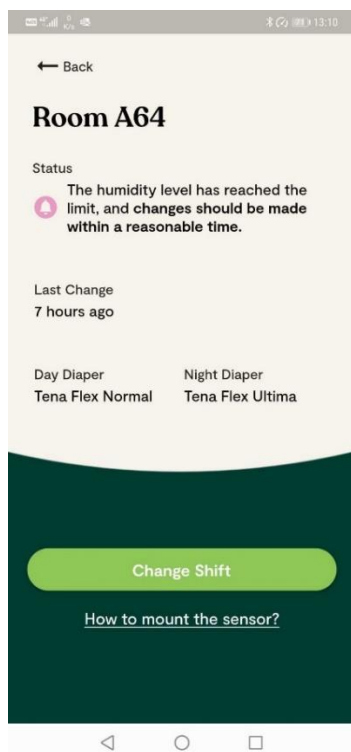 13:10
← Back
Room A64
Status
The humidity level has reached the
limit, and changes should be made
within a reasonable time.
Last Change
7 hours ago
Day Diaper
Tena Flex Normal
Night Diaper
Tena Flex Ultima
Change Shift
How to mount the sensor?